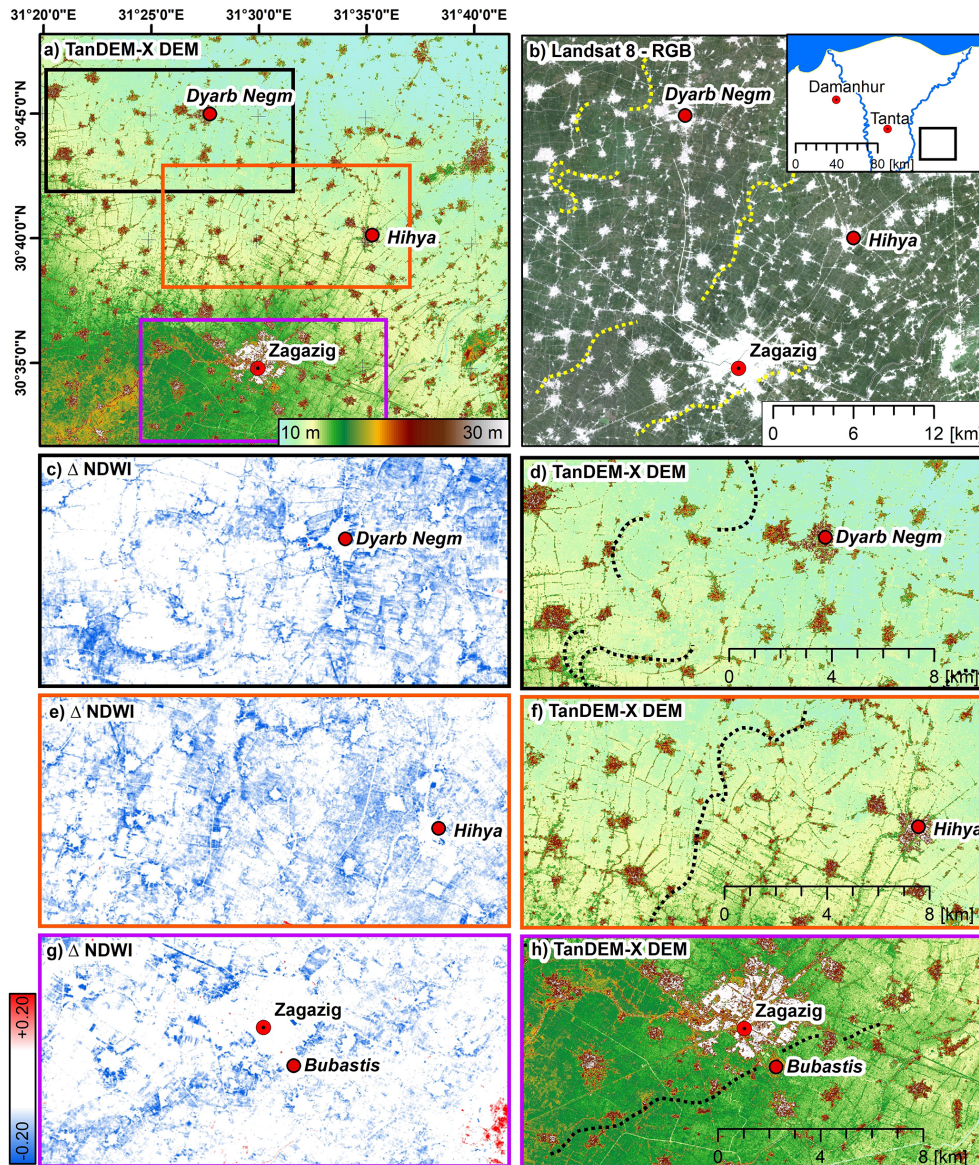 31°20'0"E 31°25'0"E 31°30'0"E 31°35'0"E 31°40'0"E
a) TanDEM-X DEM
30°45'0"N
30°40'0"N
30°35'0"N
Dyarb Negm
Hihya
Zagazig
10 m 30 m
b) Landsat 8 - RGB
Dyarb Negm
Hihya
Zagazig
Damanhur
Tanta
0 40 80 [km]
0 6 12 [km
c) Δ NDWI
Dyarb Negm
d) TanDEM-X DEM
Dyarb Negm
0 4 8
[km]
e) Δ NDWI
Hihya
f) TanDEM-X DEM
Hihya
0 4 8
[km]
g) Δ NDWI
Zagazig
Bubastis
+0.20
-0.20
h) TanDEM-X DEM
Zagazig
Bubastis
0 4 8
[km]